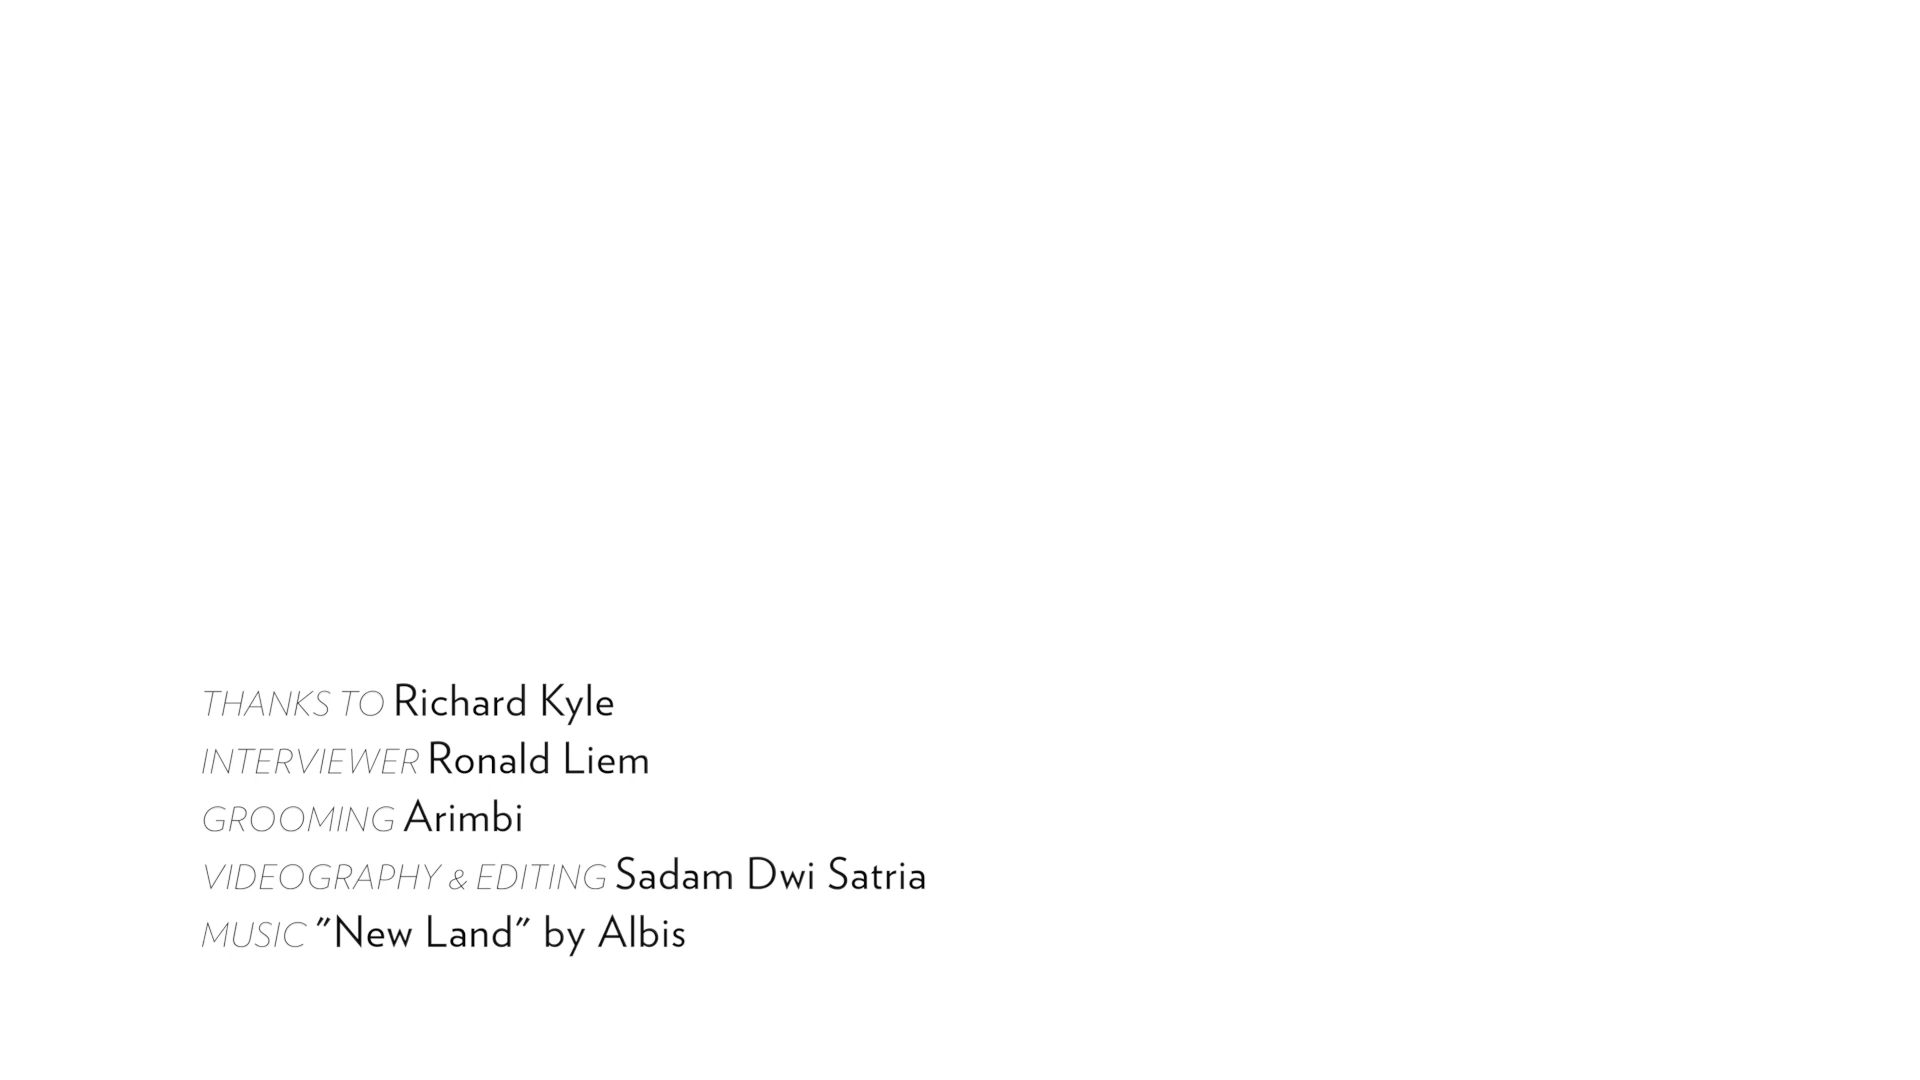 THANKS TO Richard Kyle
INTERVIEWER Ronald Liem
GROOMING Arimbi
VIDEOGRAPHY & EDITING Sadam Dwi Satria
MUSIC "New Land" by Albis